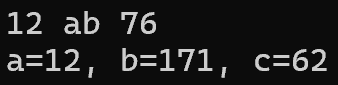 12 ab 76
a=12, b=171, c=62